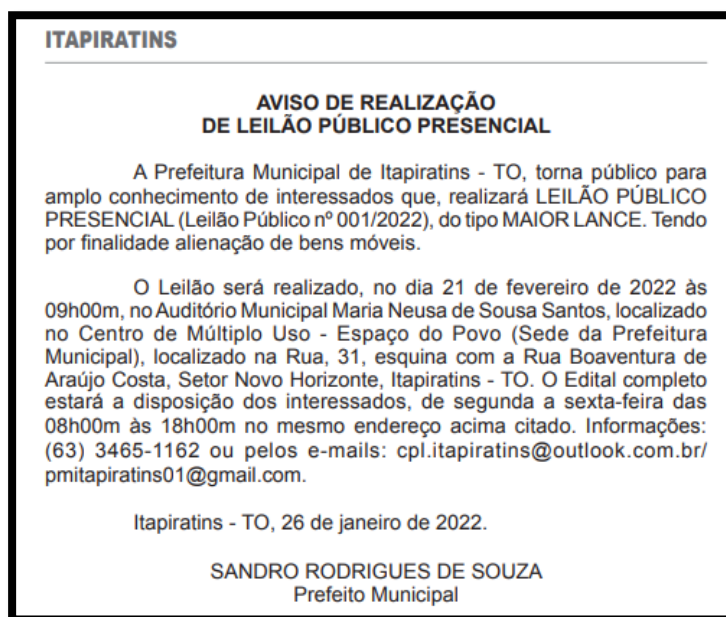 ITAPIRATINS
AVISO DE REALIZAÇÃO
DE LEILÃO PÚBLICO PRESENCIAL
A Prefeitura Municipal de Itapiratins - TO, torna público para
amplo conhecimento de interessados que, realizará LEILÃO PÚBLICO
PRESENCIAL (Leilão Público nº 001/2022), do tipo MAIOR LANCE. Tendo
por finalidade alienação de bens móveis.
O Leilão será realizado, no dia 21 de fevereiro de 2022 às
09h00m, no Auditório Municipal Maria Neusa de Sousa Santos, localizado
no Centro de Múltiplo Uso - Espaço do Povo (Sede da Prefeitura
Municipal), localizado na Rua, 31, esquina com a Rua Boaventura de
Araújo Costa, Setor Novo Horizonte, Itapiratins - TO. O Edital completo
estará a disposição dos interessados, de segunda a sexta-feira das
08h00m às 18h00m no mesmo endereço acima citado. Informações:
(63) 3465-1162 ou pelos e-mails: cpl.itapiratins@outlook.com.br/
pmitapiratins01@gmail.com.
Itapiratins - TO, 26 de janeiro de 2022.
SANDRO RODRIGUES DE SOUZA
Prefeito Municipal